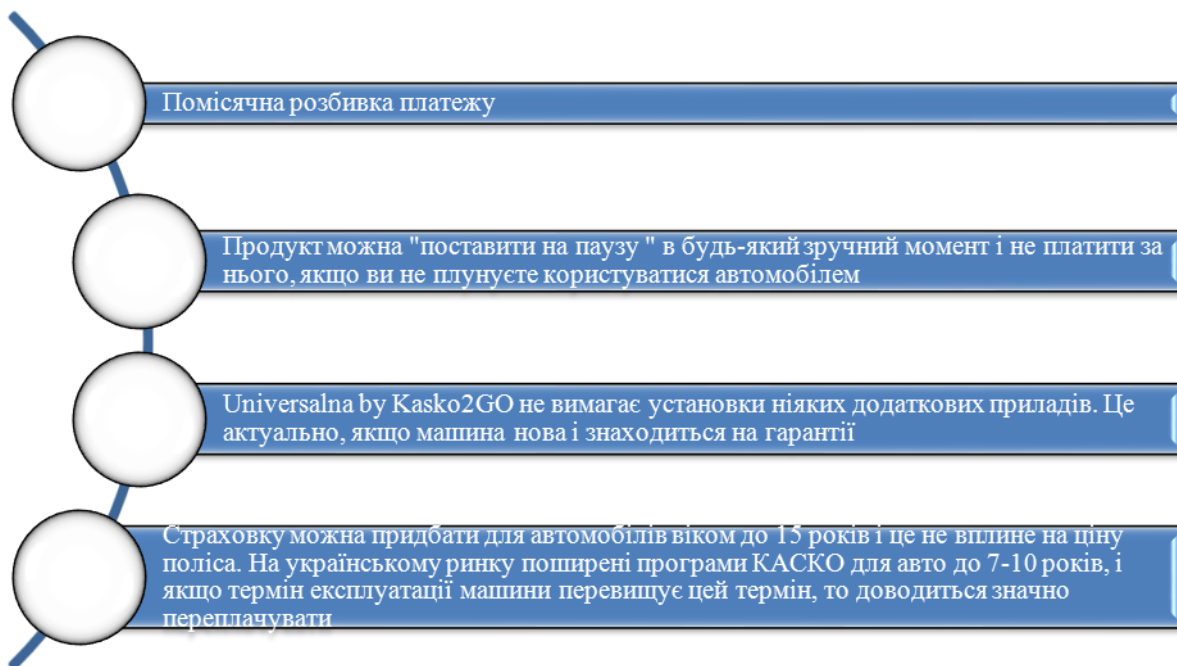 Помісячна розбивка платежу
Продукт можна "поставити на паузу " в будь-який зручний момент і не платити за
нього, якщо ви не плунуєте користуватися автомобілем
Universalna by Kasko2GO не вимагає установки ніяких додаткових приладів. Це
актуально, якщо машина нова і знаходиться на гарантії
Страховку можна придбати для автомобілів віком до 15 років і це не вплине на ціну
поліса. На українському ринку поширені програми КАСКО для авто до 7-10 років, і
якщо термін експлуатації машини перевищує цей термін, то доводиться значно
переплачувати